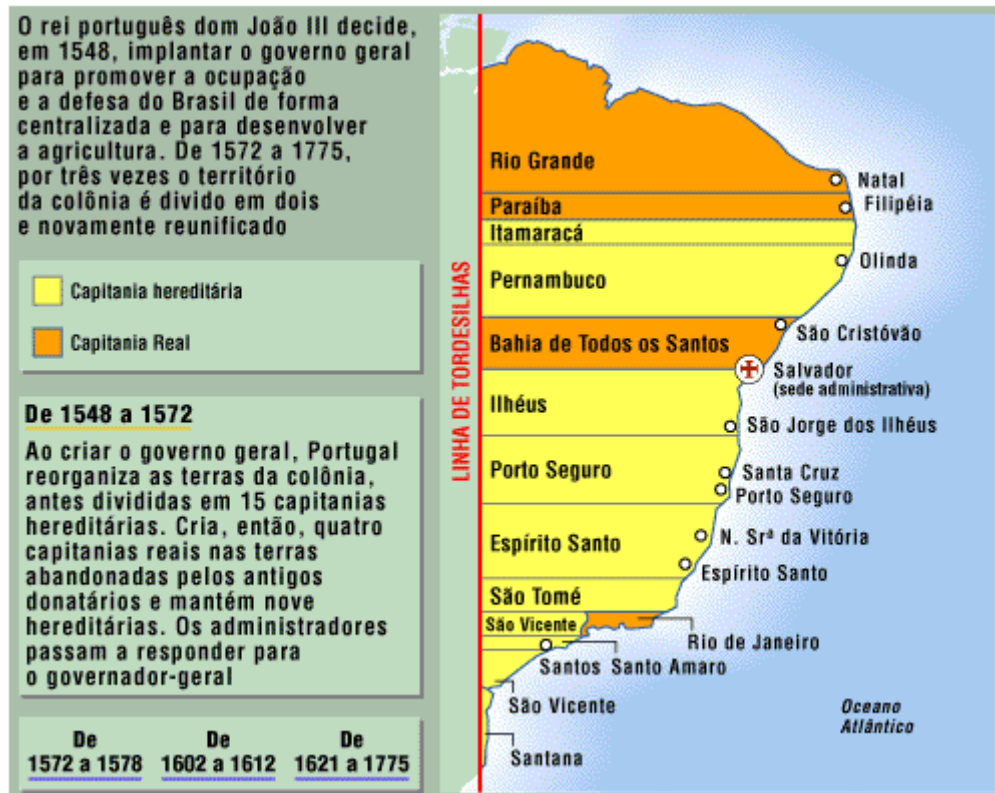 O rei português dom João III decide,
em 1548, implantar o governo geral
para promover a ocupação
e a defesa do Brasil de forma
centralizada e para desenvolver
a agricultura. De 1572 a 1775,
por três vezes o território
da colônia é divido em dois
e novamente reunificado
Capitania hereditária
Capitania Real
De 1548 a 1572
Ao criar o governo geral, Portugal
reorganiza as terras da colônia,
antes divididas em 15 capitanias
hereditárias. Cria, então, quatro
capitanias reais nas terras
abandonadas pelos antigos
donatários e mantém nove
hereditárias. Os administradores
passam a responder para
o governador-geral
De
1572 a 1578
De
1602 a 1612
De
1621 a 1775
LINHA DE TORDESILHAS
Rio Grande
Natal
Paraíba
Filipéia
Itamaracá
Olinda
Pernambuco
São Cristóvão
Bahia de Todos os Santos
Salvador
(sede administrativa)
Ilhéus
São Jorge dos Ilhéus
Porto Seguro
Santa Cruz
Porto Seguro
Espírito Santo
N. Srª da Vitória
Espírito Santo
São Tomé
São Vicente
Rio de Janeiro
Santos
Santo Amaro
São Vicente
Santana
Oceano
Atlântico